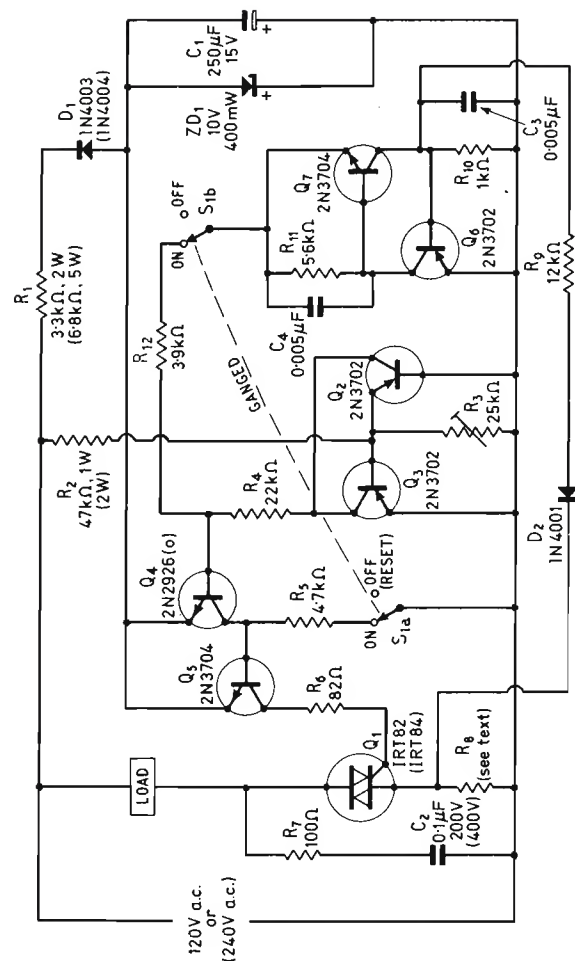 120V a.c.
or
(240V a.c.)
LOAD
R7
100Ω
C2
0·1μF
200V
(400V)
R8
(see text)
Q1
IRT82
(IRT84)
R6
82Ω
Q5
2N3704
Q4
2N2926(o)
R5
4·7kΩ
ON
OFF
(RESET)
S1a
D2
1N4001
R2
47kΩ, 1W
(2W)
R4
22kΩ
Q3
2N3702
Q2
2N3702
R3
25kΩ
GANGED
R12
3·9kΩ
R1
3·3kΩ, 2W
(6·8kΩ, 5W)
ON
OFF
S1b
C4
0·005μF
R11
5·6kΩ
Q7
2N3704
Q6
2N3702
R10
1kΩ
C3
0·005μF
R9
12kΩ
D1
1N4003
(1N4004)
ZD1
10V
400mW
+
C1
250μF
15V
+